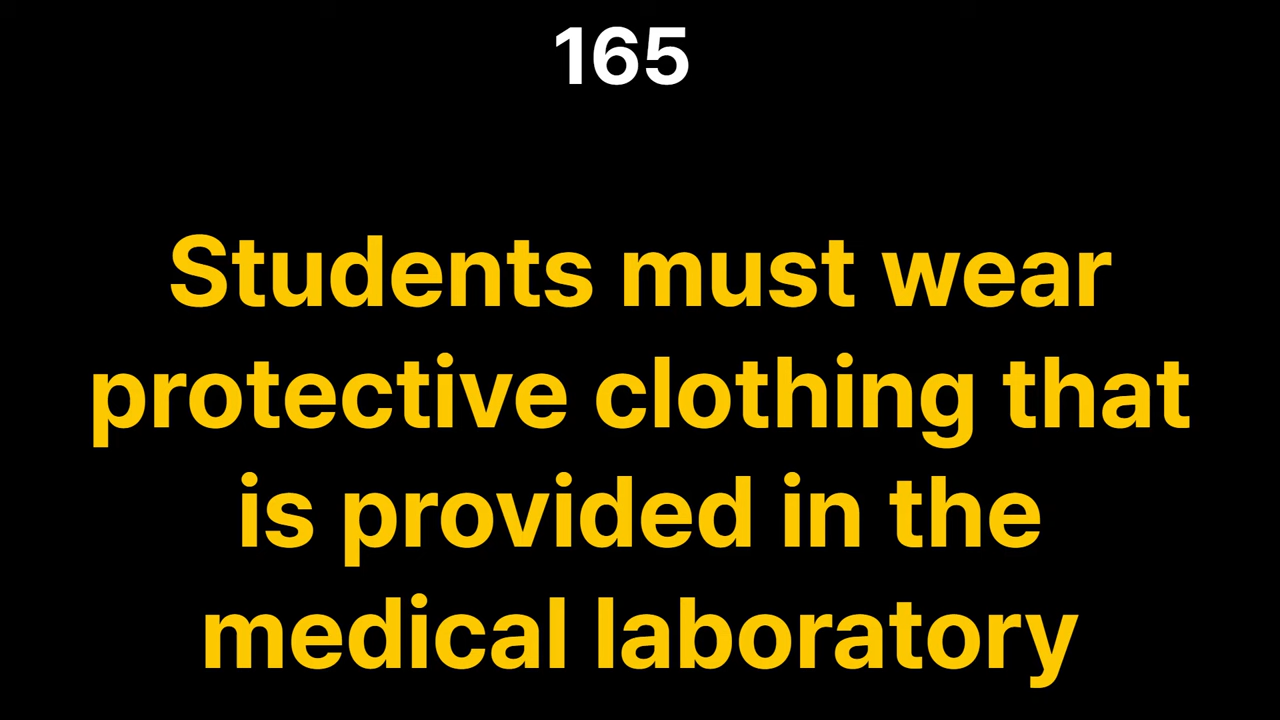 165
Students must wear
protective clothing that
is provided in the
medical laboratory